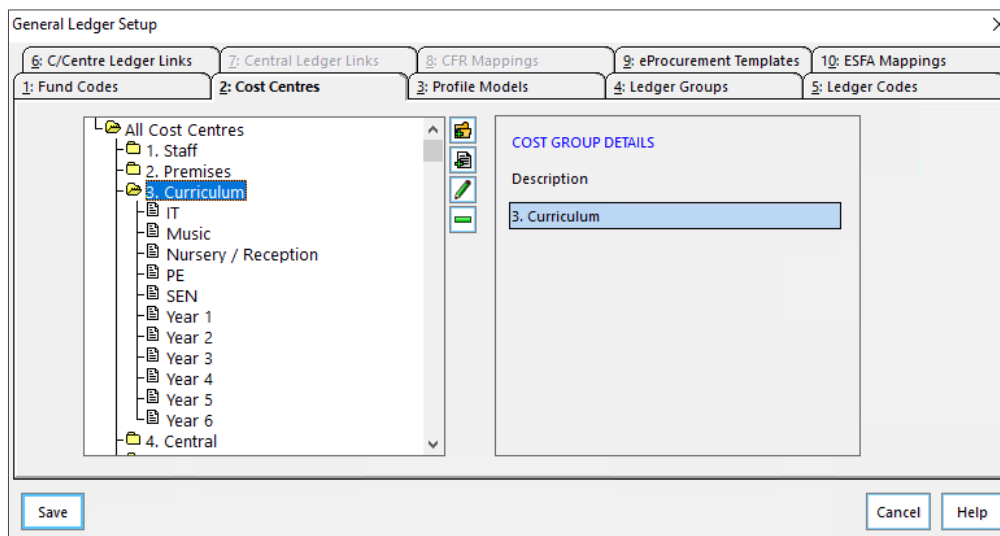 General Ledger Setup
6: C/Centre Ledger Links
7: Central Ledger Links
8: CFR Mappings
9: eProcurement Templates
10: ESFA Mappings
1: Fund Codes
2: Cost Centres
3: Profile Models
4: Ledger Groups
5: Ledger Codes
All Cost Centres
1. Staff
2. Premises
3. Curriculum
IT
Music
Nursery / Reception
PE
SEN
Year 1
Year 2
Year 3
Year 4
Year 5
Year 6
4. Central
COST GROUP DETAILS
Description
3. Curriculum
Save
Cancel
Help